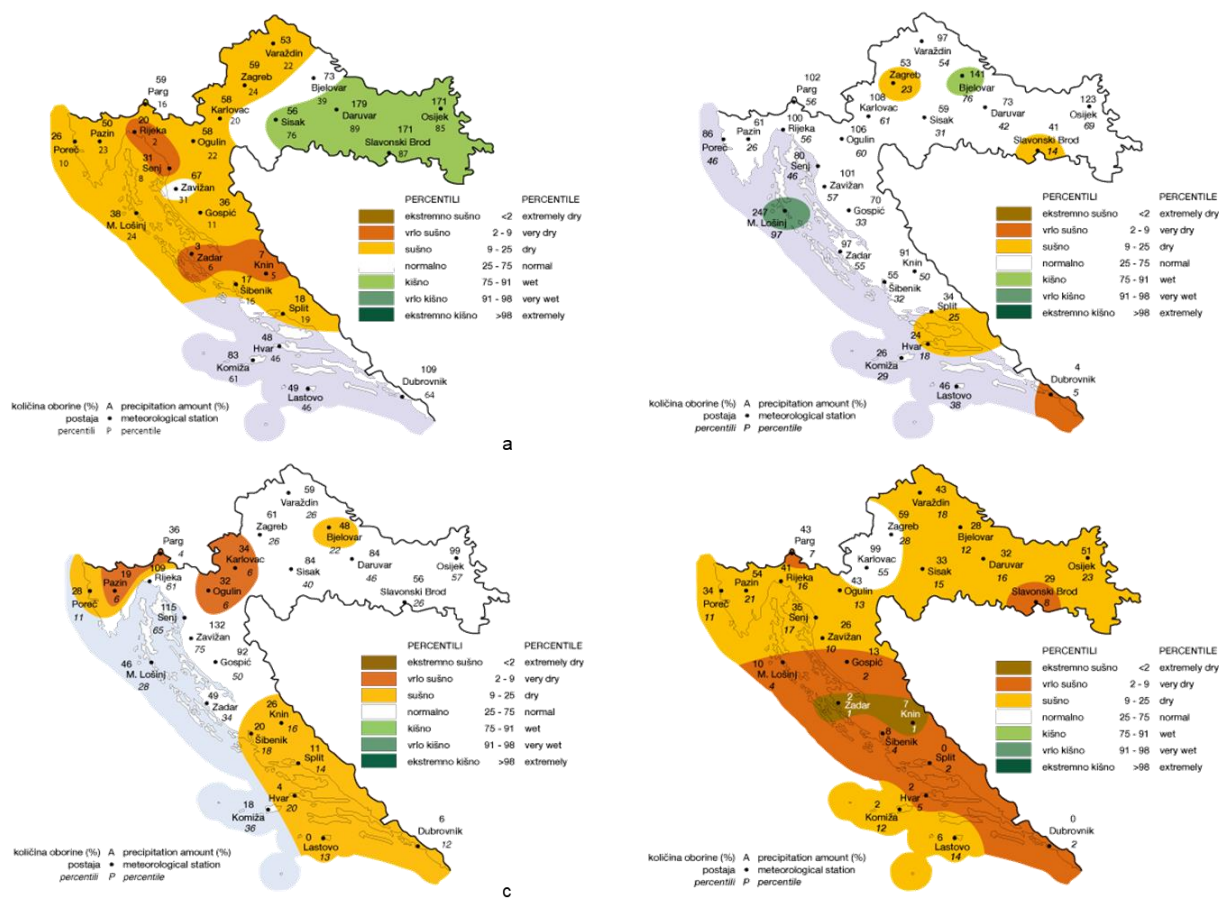 53
Varaždin
22
59
Zagreb
24
73
Bjelovar
39
59
Parg
16
58
Karlovac
20
56
Sisak
76
179
Daruvar
89
171
Osijek
85
171
Slavonski Brod
87
26
Poreč
10
50
Pazin
23
20
Rijeka
2
58
Ogulin
22
31
Senj
8
67
Zavižan
31
36
Gospić
11
38
M. Lošinj
24
3
Zadar
6
7
Knin
5
17
Šibenik
16
18
Split
19
48
Hvar
46
83
Komiža
61
49
Lastovo
46
109
Dubrovnik
64
PERCENTILI PERCENTILE
ekstremno sušno <2 extremely dry
vrlo sušno 2 - 9 very dry
sušno 9 - 25 dry
normalno 25 - 75 normal
kišno 75 - 91 wet
vrlo kišno 91 - 98 very wet
ekstremno kišno >98 extremely
količina oborine (%) A precipitation amount (%)
postaja • meteorological station
percentili P percentile
a
97
Varaždin
54
53
Zagreb
23
141
Bjelovar
76
102
Parg
56
108
Karlovac
61
59
Sisak
31
73
Daruvar
42
123
Osijek
69
41
Slavonski Brod
14
86
Poreč
46
61
Pazin
26
100
Rijeka
56
106
Ogulin
60
80
Senj
46
101
Zavižan
57
70
Gospić
33
247
M. Lošinj
97
97
Zadar
55
91
Knin
50
55
Šibenik
32
34
Split
25
24
Hvar
18
26
Komiža
29
46
Lastovo
38
4
Dubrovnik
5
PERCENTILI PERCENTILE
ekstremno sušno <2 extremely dry
vrlo sušno 2 - 9 very dry
sušno 9 - 25 dry
normalno 25 - 75 normal
kišno 75 - 91 wet
vrlo kišno 91 - 98 very wet
ekstremno kišno >98 extremely
količina oborine (%) A precipitation amount (%)
postaja • meteorological station
percentili P percentile
59
Varaždin
26
61
Zagreb
26
48
Bjelovar
22
36
Parg
4
34
Karlovac
6
84
Sisak
40
84
Daruvar
46
99
Osijek
57
56
Slavonski Brod
26
28
Poreč
11
19
Pazin
6
109
Rijeka
61
32
Ogulin
6
115
Senj
65
132
Zavižan
75
92
Gospić
50
46
M. Lošinj
28
49
Zadar
34
26
Knin
16
20
Šibenik
18
11
Split
14
4
Hvar
20
18
Komiža
36
0
Lastovo
13
6
Dubrovnik
12
PERCENTILI PERCENTILE
ekstremno sušno <2 extremely dry
vrlo sušno 2 - 9 very dry
sušno 9 - 25 dry
normalno 25 - 75 normal
kišno 75 - 91 wet
vrlo kišno 91 - 98 very wet
ekstremno kišno >98 extremely
količina oborine (%) A precipitation amount (%)
postaja • meteorological station
percentili P percentile
c
43
Varaždin
18
59
Zagreb
28
28
Bjelovar
12
43
Parg
7
99
Karlovac
55
33
Sisak
15
32
Daruvar
16
51
Osijek
23
29
Slavonski Brod
8
34
Poreč
11
54
Pazin
21
41
Rijeka
16
43
Ogulin
13
35
Senj
17
26
Zavižan
10
13
Gospić
2
10
M. Lošinj
4
2
Zadar
1
7
Knin
1
Šibenik
4
0
Split
2
2
Hvar
5
2
Komiža
12
6
Lastovo
14
0
Dubrovnik
2
PERCENTILI PERCENTILE
ekstremno sušno <2 extremely dry
vrlo sušno 2 - 9 very dry
sušno 9 - 25 dry
normalno 25 - 75 normal
kišno 75 - 91 wet
vrlo kišno 91 - 98 very wet
ekstremno kišno >98 extremely
količina oborine (%) A precipitation amount (%)
postaja • meteorological station
percentili P percentile